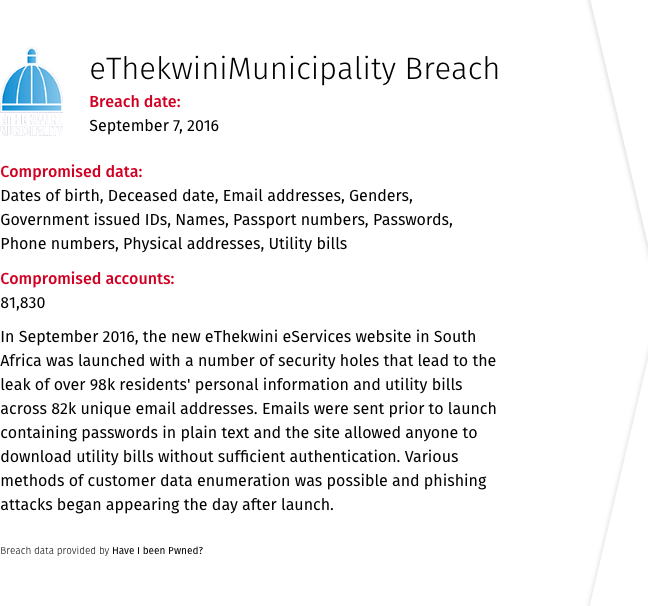 eThekwiniMunicipality Breach
Breach date:
September 7, 2016
Compromised data:
Dates of birth, Deceased date, Email addresses, Genders,
Government issued IDs, Names, Passport numbers, Passwords,
Phone numbers, Physical addresses, Utility bills
Compromised accounts:
81,830
In September 2016, the new eThekwini eServices website in South
Africa was launched with a number of security holes that lead to the
leak of over 98k residents' personal information and utility bills
across 82k unique email addresses. Emails were sent prior to launch
containing passwords in plain text and the site allowed anyone to
download utility bills without sufficient authentication. Various
methods of customer data enumeration was possible and phishing
attacks began appearing the day after launch.
Breach data provided by Have I been Pwned?